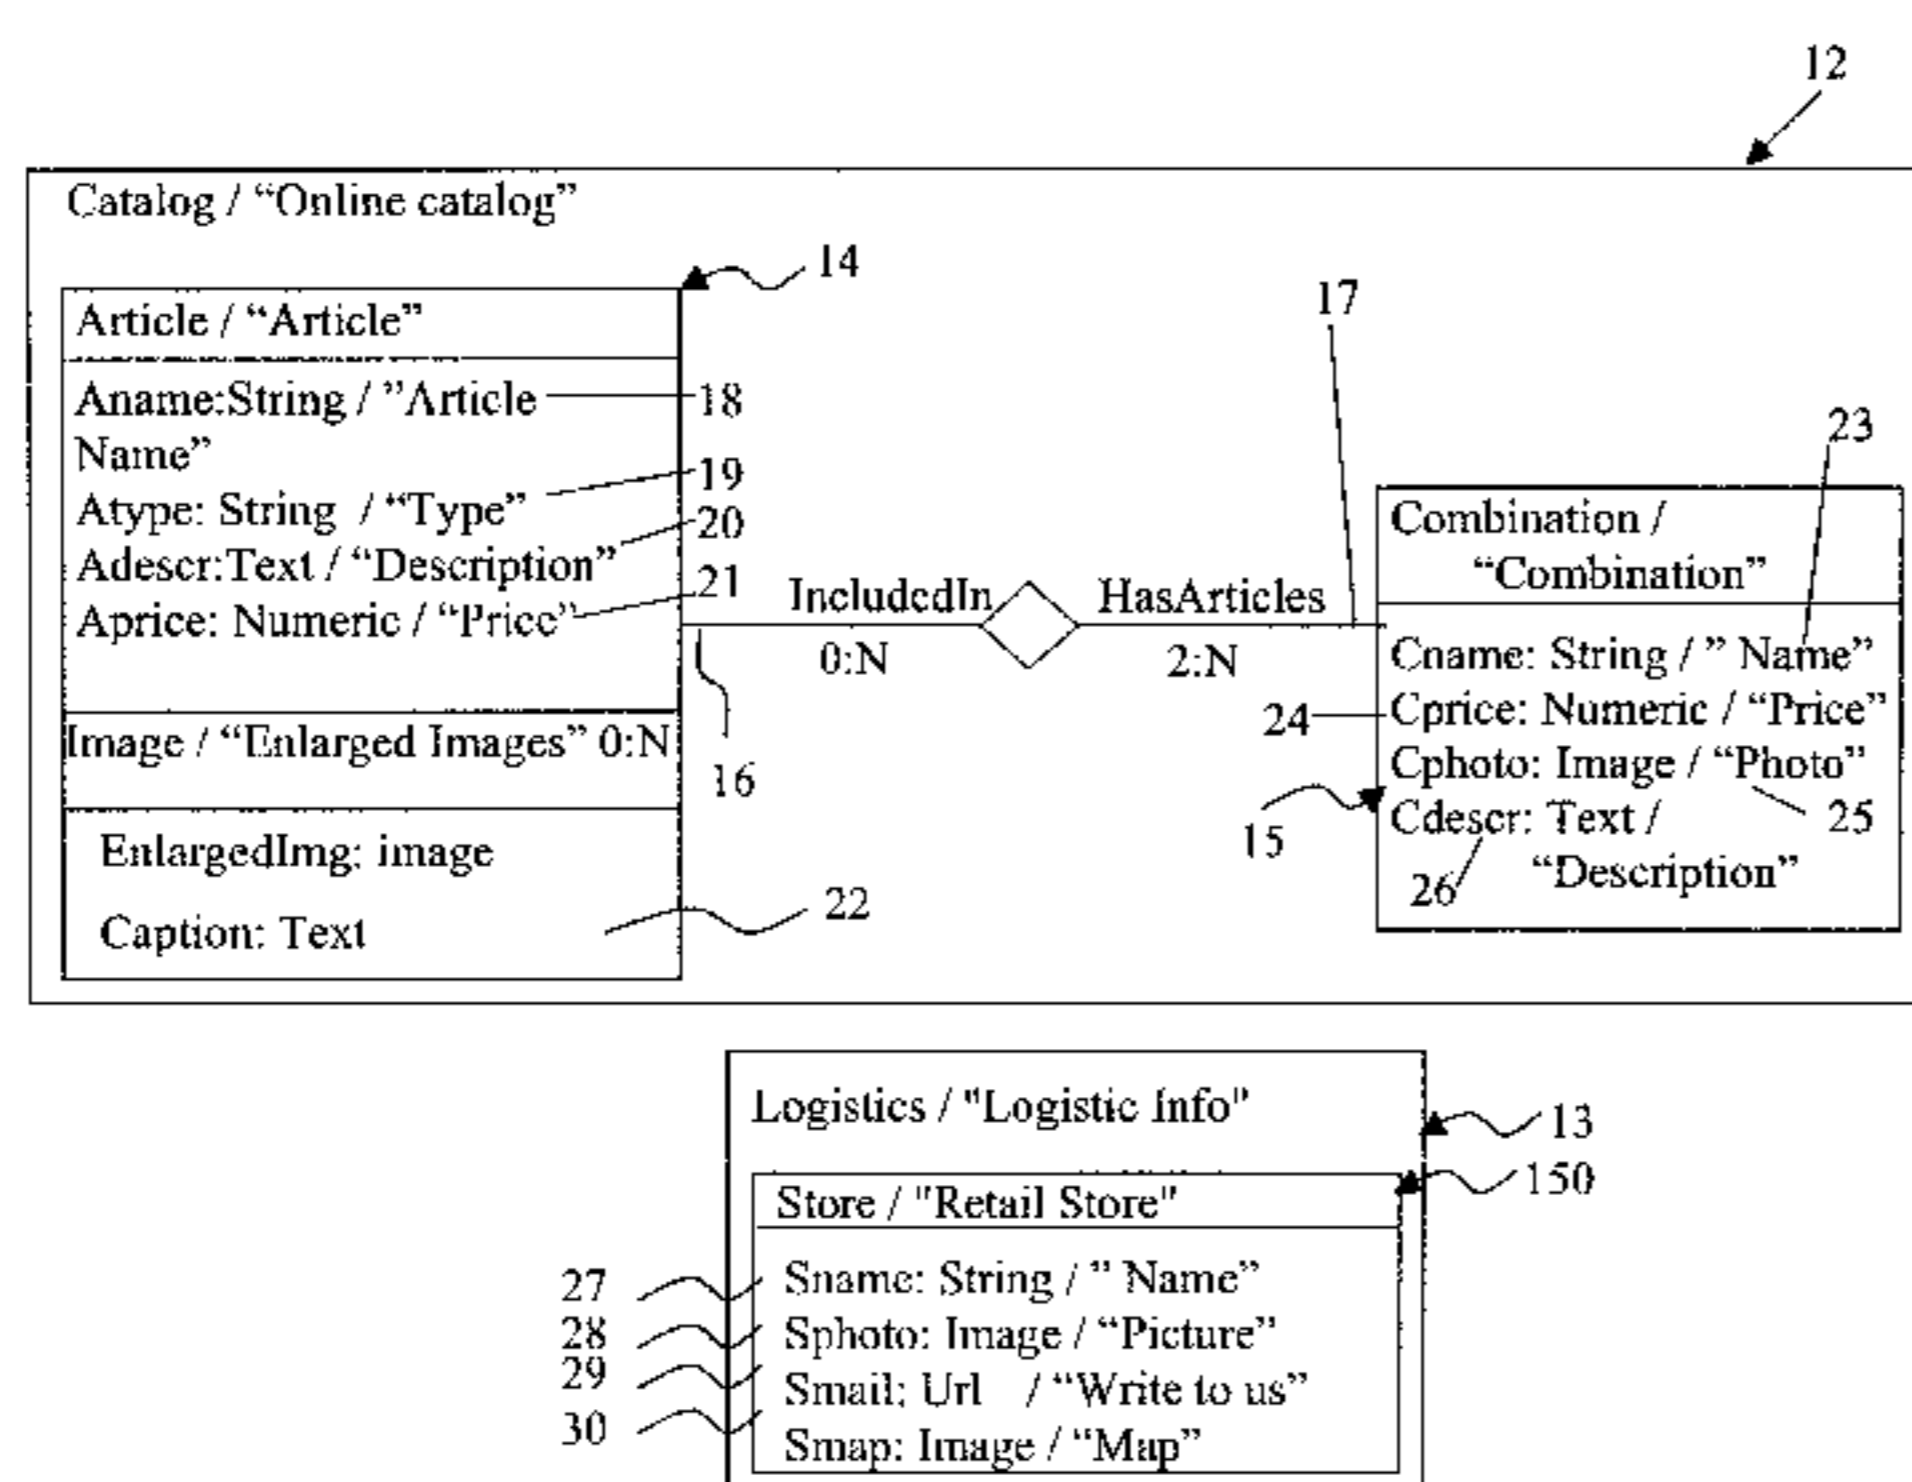 12
Catalog / “Online catalog”
14
Article / “Article”
17
Aname:String / ”Article
18
Name”
19
Atype: String / “Type”
20
Adescr:Text / “Description”
21
Aprice: Numeric / “Price”
IncludedIn
HasArticles
0:N
2:N
16
23
Combination /
“Combination”
Cname: String / ” Name”
24
Cprice: Numeric / “Price”
Cphoto: Image / “Photo”
15
Cdescr: Text /
25
“Description”
26
Image / “Enlarged Images” 0:N
EnlargedImg: image
22
Caption: Text
Logistics / "Logistic Info"
13
150
Store / "Retail Store"
27
Sname: String / ” Name”
28
Sphoto: Image / “Picture”
29
Smail: Url / “Write to us”
30
Smap: Image / “Map”